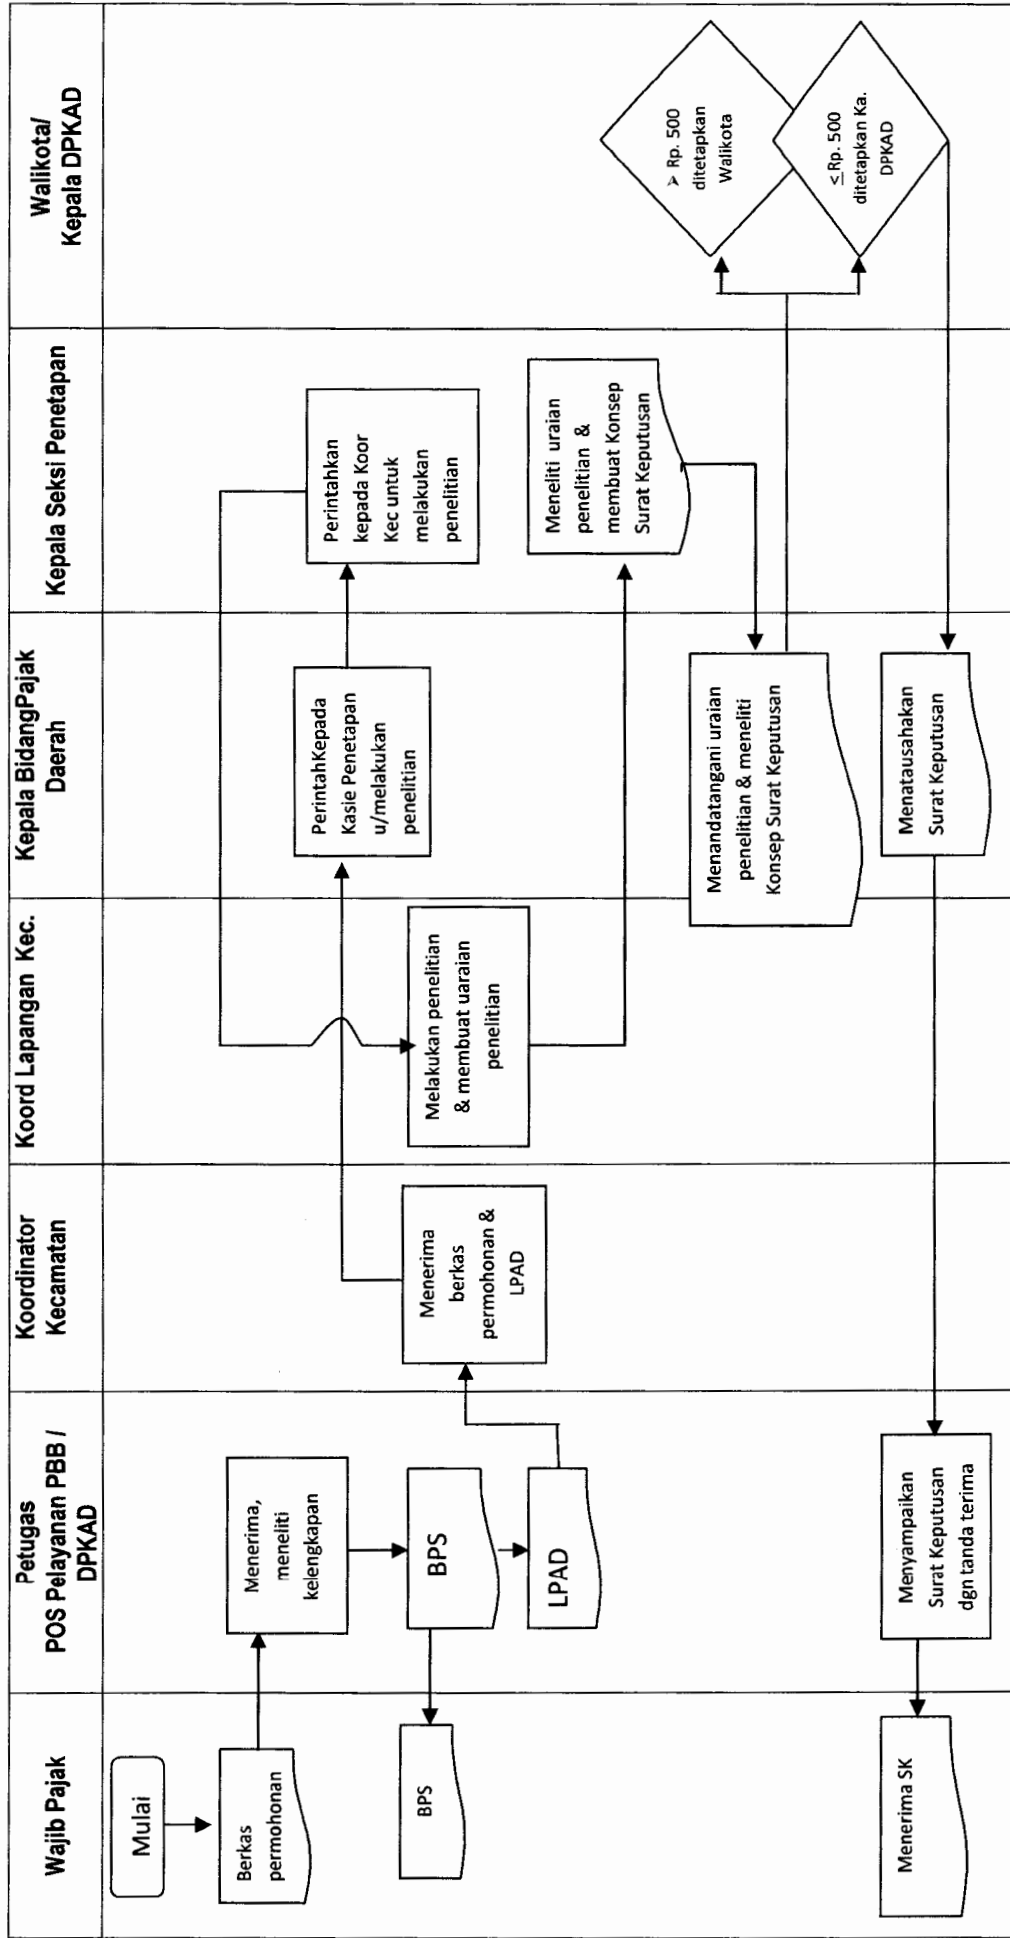 Wajib Pajak
Petugas
POS Pelayanan PBB /
DPKAD
Koordinator
Kecamatan
Koord Lapangan Kec.
Kepala BidangPajak
Daerah
Kepala Seksi Penetapan
Walikota/
Kepala DPKAD
Mulai
Berkas
permohonan
Menerima,
meneliti
kelengkapan
BPS
BPS
LPAD
Menerima
berkas
permohonan &
LPAD
PerintahKepada
Kasie Penetapan
u/melakukan
penelitian
Perintahkan
kepada Koor
Kec untuk
melakukan
penelitian
Melakukan penelitian
& membuat uaraian
penelitian
Meneliti uraian
penelitian &
membuat Konsep
Surat Keputusan
Menandatangani uraian
penelitian & meneliti
Konsep Surat Keputusan
> Rp. 500
ditetapkan
Walikota
≤ Rp. 500
ditetapkan Ka.
DPKAD
Menatausahakan
Surat Keputusan
Menyampaikan
Surat Keputusan
dgn tanda terima
Menerima SK